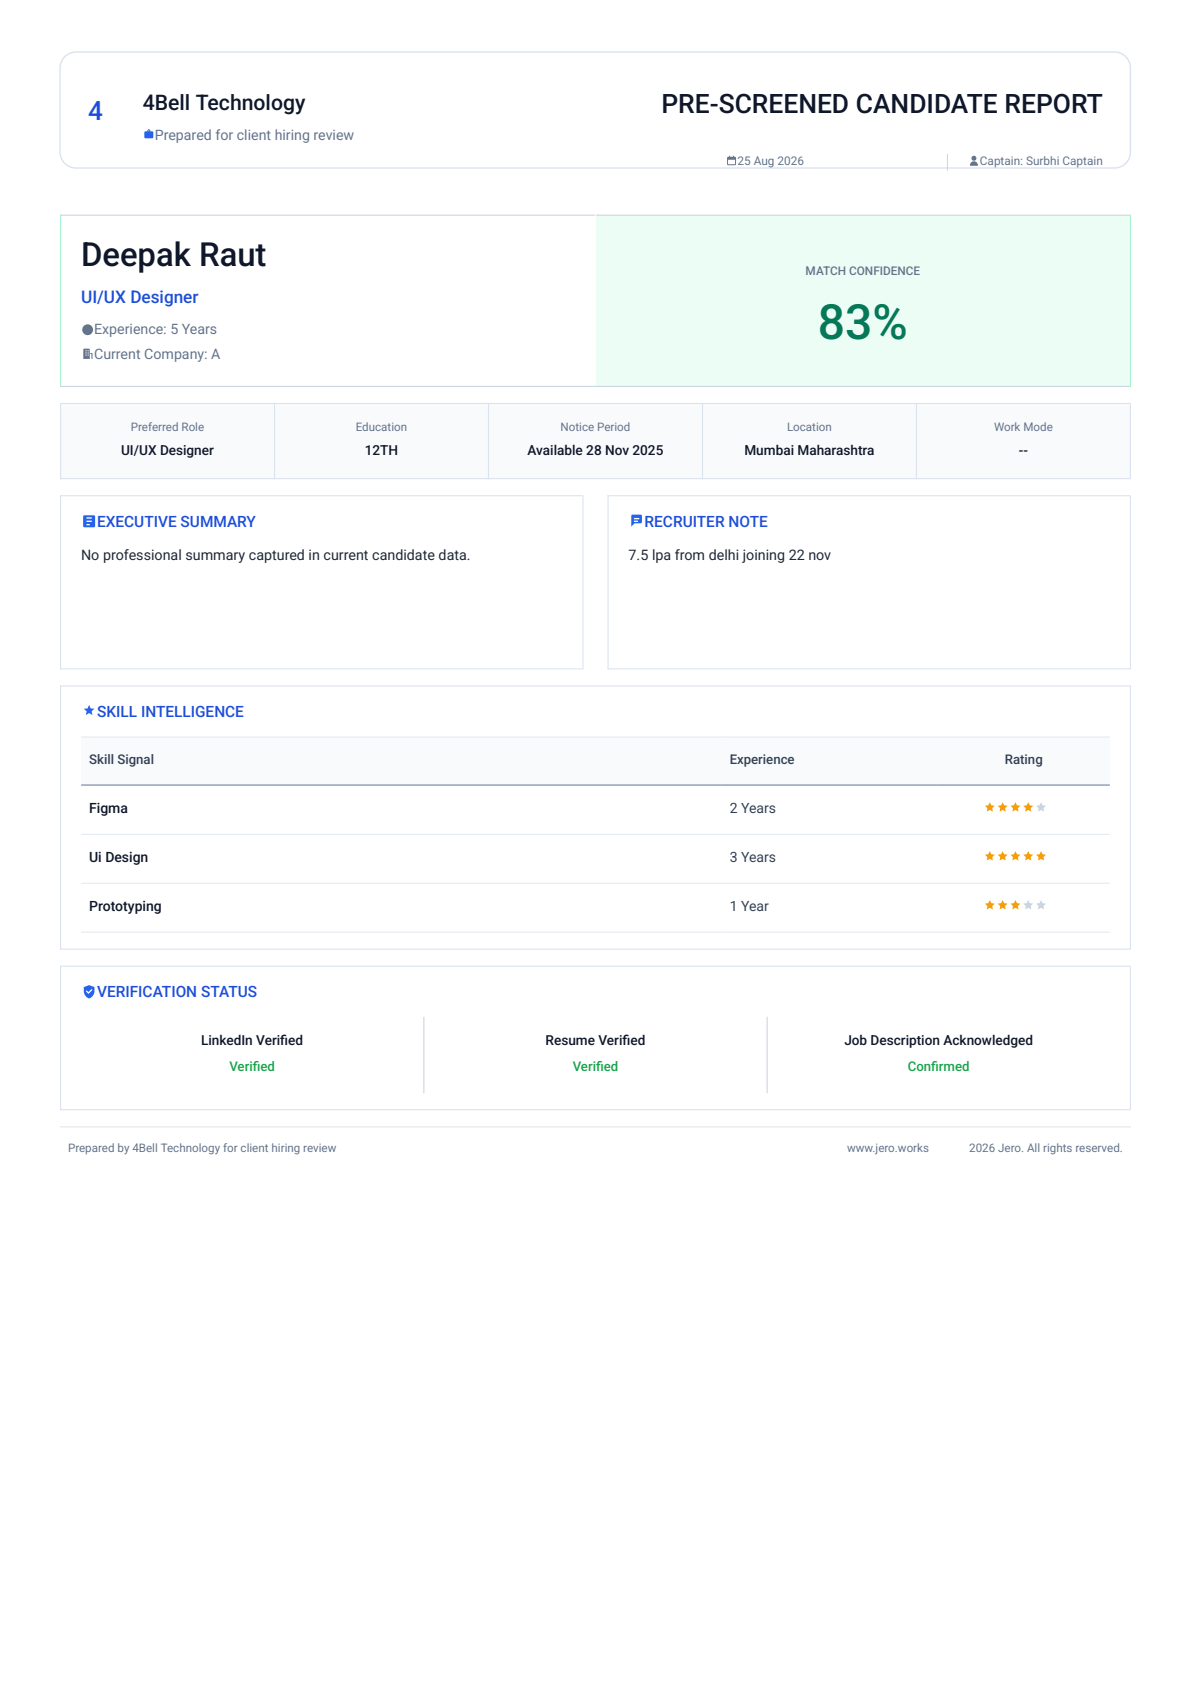 4
4Bell Technology
Prepared for client hiring review
PRE-SCREENED CANDIDATE REPORT
25 Aug 2026
Captain: Surbhi Captain
Deepak Raut
UI/UX Designer
Experience: 5 Years
Current Company: A
MATCH CONFIDENCE
83%
Preferred Role
UI/UX Designer
Education
12TH
Notice Period
Available 28 Nov 2025
Location
Mumbai Maharashtra
Work Mode
--
EXECUTIVE SUMMARY
No professional summary captured in current candidate data.
RECRUITER NOTE
7.5 lpa from delhi joining 22 nov
SKILL INTELLIGENCE
Skill Signal Experience Rating
Figma 2 Years
Ui Design 3 Years
Prototyping 1 Year
VERIFICATION STATUS
LinkedIn Verified
Verified
Resume Verified
Verified
Job Description Acknowledged
Confirmed
Prepared by 4Bell Technology for client hiring review
www.jero.works
2026 Jero. All rights reserved.